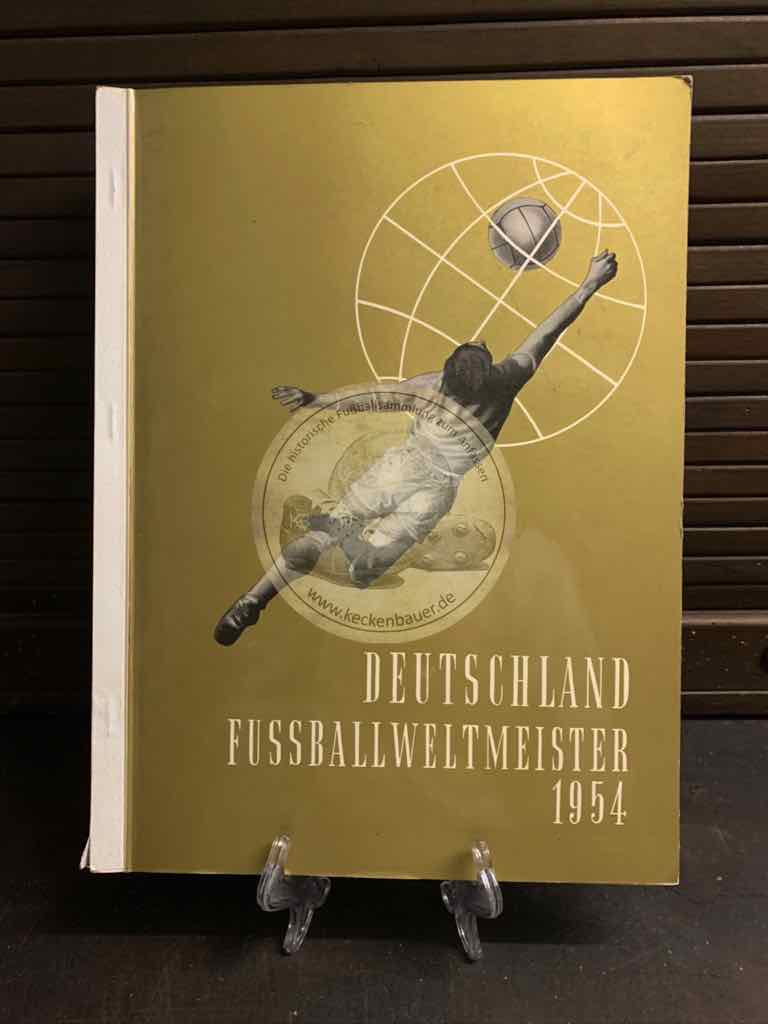 Die historische Fußballsammlung zum anfassen
www.keckenbauer.de
DEUTSCHLAND
FUSSBALLWELTMEISTER
1954